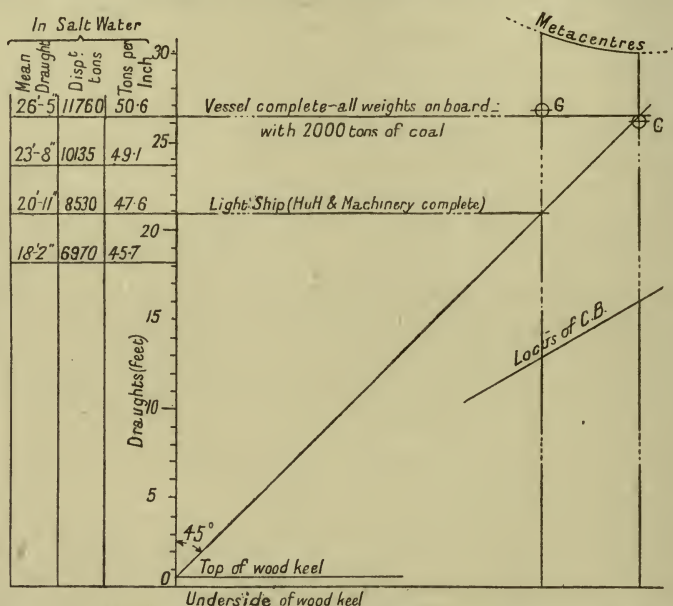 In Salt Water
Mean Draught
Dispt. tons
Tons per Inch
26'-5" 11760 50.6
23'-8" 10135 49.1
20'-11" 8530 47.6
18'.2" 6970 45.7
Metacentres
30
Vessel complete-all weights on board-
with 2000 tons of coal
G
G
25
Light Ship (Hull & Machinery complete)
20
15
Locus of C.B.
Draughts (feet)
10
5
45°
Top of wood keel
0
Underside of wood keel